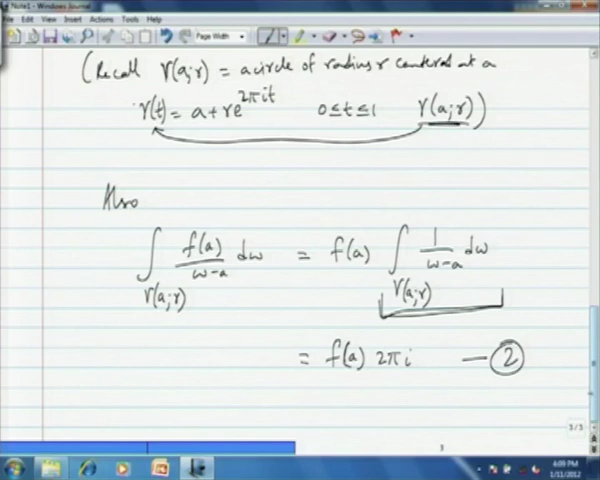 Note1 - Windows Journal
File Edit View Insert Actions Tools Help
Page Width
(Recall γ(a;r) = a circle of radius r centered at a
γ(t) = a + re^{2πit} 0≤t≤1 γ(a;r))
Also
∫_{γ(a;r)} f(a)/(w-a) dw = f(a) ∫_{γ(a;r)} 1/(w-a) dw
= f(a) 2πi — ②
3/3
3
6:09 PM
1/11/2012